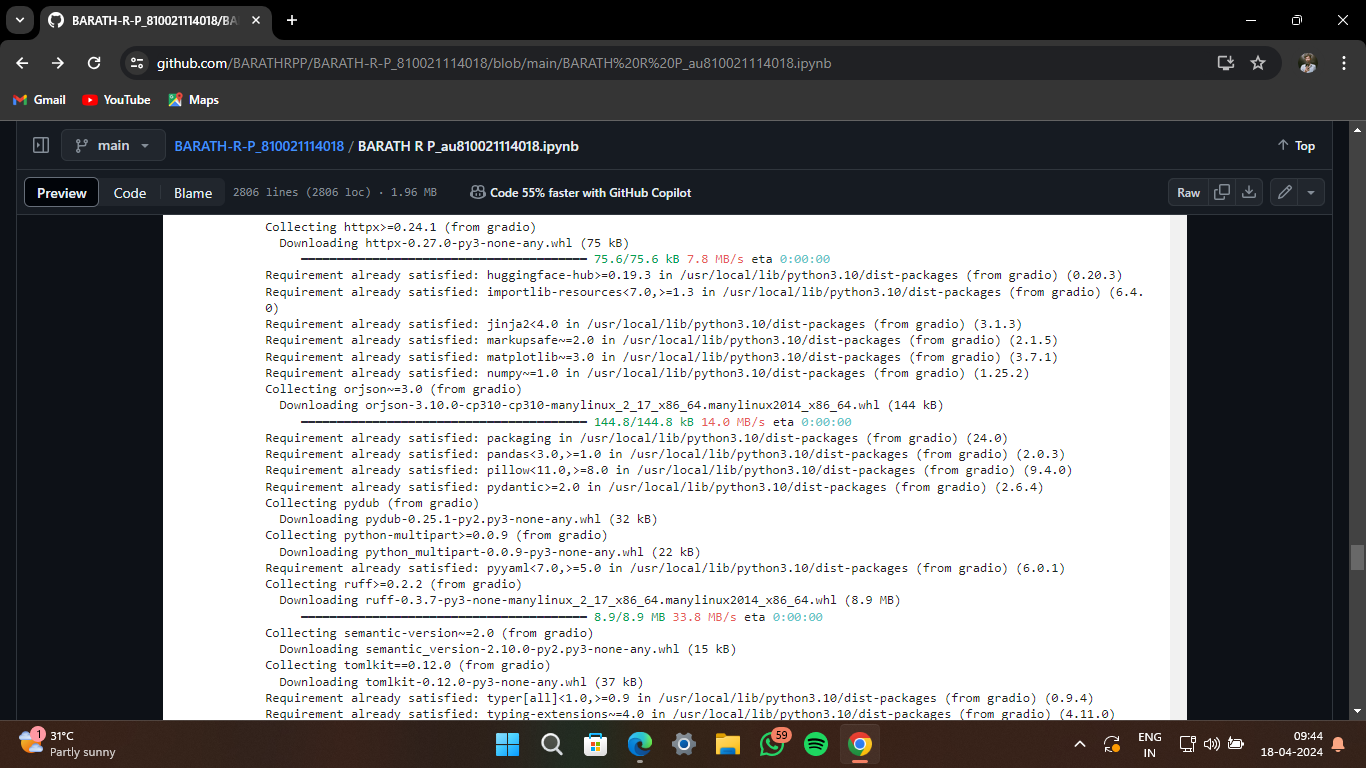 BARATH-R-P_810021114018/BA
github.com/BARATHRPP/BARATH-R-P_810021114018/blob/main/BARATH%20R%20P_au810021114018.ipynb
Gmail YouTube Maps
main BARATH-R-P_810021114018 / BARATH R P_au810021114018.ipynb Top
Preview Code Blame 2806 lines (2806 loc) · 1.96 MB Code 55% faster with GitHub Copilot Raw
Collecting httpx>=0.24.1 (from gradio)
Downloading httpx-0.27.0-py3-none-any.whl (75 kB)
75.6/75.6 kB 7.8 MB/s eta 0:00:00
Requirement already satisfied: huggingface-hub>=0.19.3 in /usr/local/lib/python3.10/dist-packages (from gradio) (0.20.3)
Requirement already satisfied: importlib-resources<7.0,>=1.3 in /usr/local/lib/python3.10/dist-packages (from gradio) (6.4.
0)
Requirement already satisfied: jinja2<4.0 in /usr/local/lib/python3.10/dist-packages (from gradio) (3.1.3)
Requirement already satisfied: markupsafe~=2.0 in /usr/local/lib/python3.10/dist-packages (from gradio) (2.1.5)
Requirement already satisfied: matplotlib~=3.0 in /usr/local/lib/python3.10/dist-packages (from gradio) (3.7.1)
Requirement already satisfied: numpy~=1.0 in /usr/local/lib/python3.10/dist-packages (from gradio) (1.25.2)
Collecting orjson~=3.0 (from gradio)
Downloading orjson-3.10.0-cp310-cp310-manylinux_2_17_x86_64.manylinux2014_x86_64.whl (144 kB)
144.8/144.8 kB 14.0 MB/s eta 0:00:00
Requirement already satisfied: packaging in /usr/local/lib/python3.10/dist-packages (from gradio) (24.0)
Requirement already satisfied: pandas<3.0,>=1.0 in /usr/local/lib/python3.10/dist-packages (from gradio) (2.0.3)
Requirement already satisfied: pillow<11.0,>=8.0 in /usr/local/lib/python3.10/dist-packages (from gradio) (9.4.0)
Requirement already satisfied: pydantic>=2.0 in /usr/local/lib/python3.10/dist-packages (from gradio) (2.6.4)
Collecting pydub (from gradio)
Downloading pydub-0.25.1-py2.py3-none-any.whl (32 kB)
Collecting python-multipart>=0.0.9 (from gradio)
Downloading python_multipart-0.0.9-py3-none-any.whl (22 kB)
Requirement already satisfied: pyyaml<7.0,>=5.0 in /usr/local/lib/python3.10/dist-packages (from gradio) (6.0.1)
Collecting ruff>=0.2.2 (from gradio)
Downloading ruff-0.3.7-py3-none-manylinux_2_17_x86_64.manylinux2014_x86_64.whl (8.9 MB)
8.9/8.9 MB 33.8 MB/s eta 0:00:00
Collecting semantic-version~=2.0 (from gradio)
Downloading semantic_version-2.10.0-py2.py3-none-any.whl (15 kB)
Collecting tomlkit==0.12.0 (from gradio)
Downloading tomlkit-0.12.0-py3-none-any.whl (37 kB)
Requirement already satisfied: typer[all]<1.0,>=0.9 in /usr/local/lib/python3.10/dist-packages (from gradio) (0.9.4)
Requirement already satisfied: typing-extensions~=4.0 in /usr/local/lib/python3.10/dist-packages (from gradio) (4.11.0)
1 31°C
Partly sunny
59
ENG
IN
09:44
18-04-2024